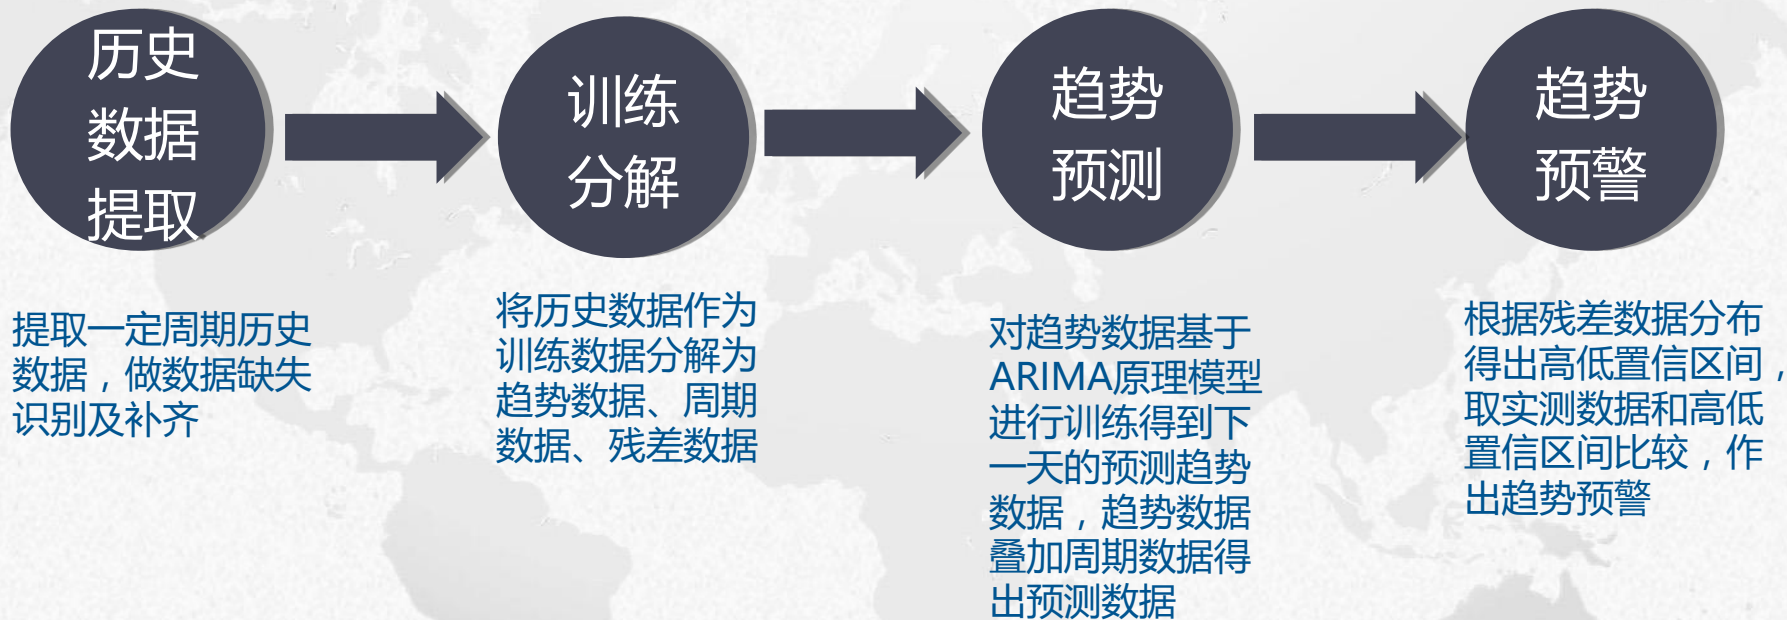 历史
数据
提取
训练
分解
趋势
预测
趋势
预警
提取一定周期历史
数据，做数据缺失
识别及补齐
将历史数据作为
训练数据分解为
趋势数据、周期
数据、残差数据
对趋势数据基于
ARIMA原理模型
进行训练得到下
一天的预测趋势
数据，趋势数据
叠加周期数据得
出预测数据
根据残差数据分布
得出高低置信区间，
取实测数据和高低
置信区间比较，作
出趋势预警